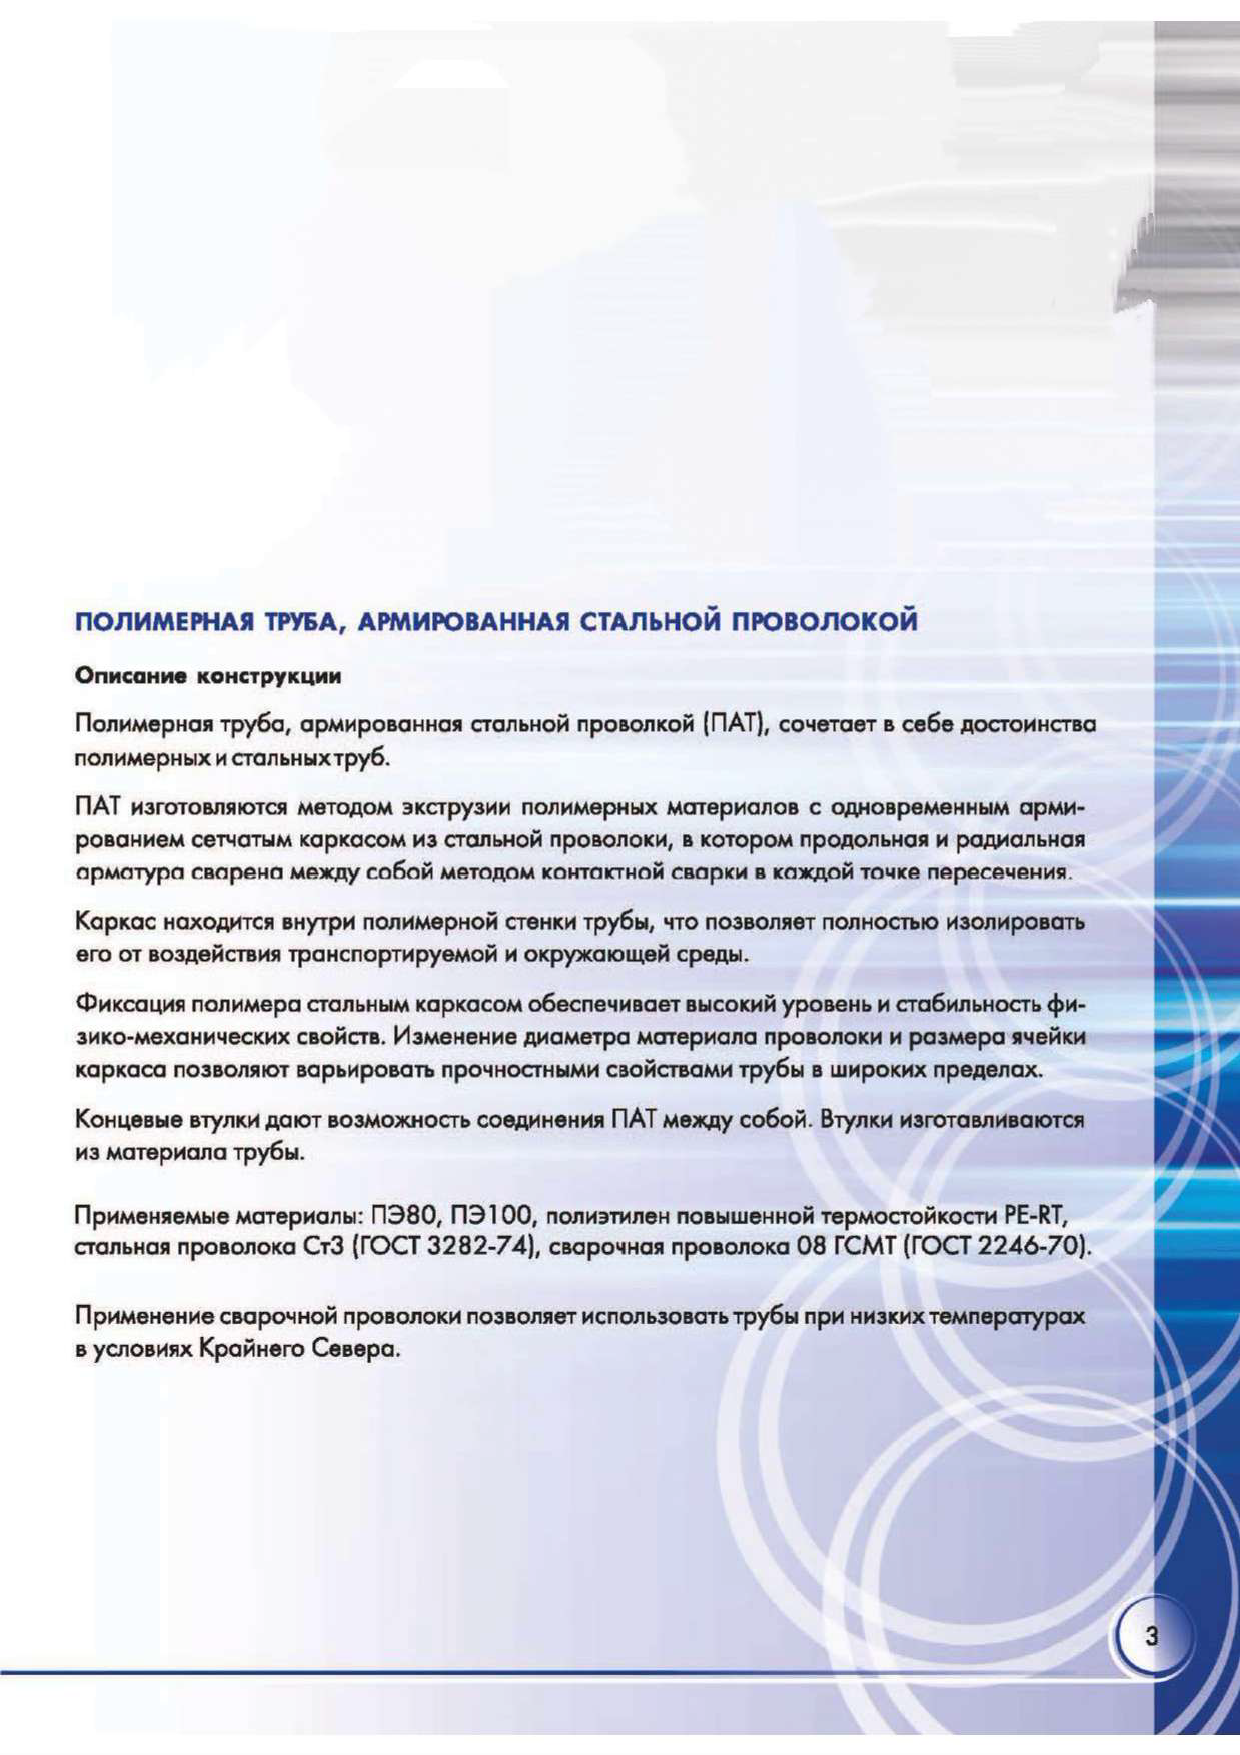 ПОЛИМЕРНАЯ ТРУБА, АРМИРОВАННАЯ СТАЛЬНОЙ ПРОВОЛОКОЙ
Описание конструкции
Полимерная труба, армированная стальной проволкой (ПАТ), сочетает в себе достоинства
полимерных и стальных труб.
ПАТ изготовляются методом экструзии полимерных материалов с одновременным арми-
рованием сетчатым каркасом из стальной проволоки, в котором продольная и радиальная
арматура сварена между собой методом контактной сварки в каждой точке пересечения.
Каркас находится внутри полимерной стенки трубы, что позволяет полностью изолировать
его от воздействия транспортируемой и окружающей среды.
Фиксация полимера стальным каркасом обеспечивает высокий уровень и стабильность фи-
зико-механических свойств. Изменение диаметра материала проволоки и размера ячейки
каркаса позволяют варьировать прочностными свойствами трубы в широких пределах.
Концевые втулки дают возможность соединения ПАТ между собой. Втулки изготавливаются
из материала трубы.
Применяемые материалы: ПЭ80, ПЭ100, полиэтилен повышенной термостойкости PE-RT,
стальная проволока Ст3 (ГОСТ 3282-74), сварочная проволока 08 ГСМТ (ГОСТ 2246-70).
Применение сварочной проволоки позволяет использовать трубы при низких температурах
в условиях Крайнего Севера.
3